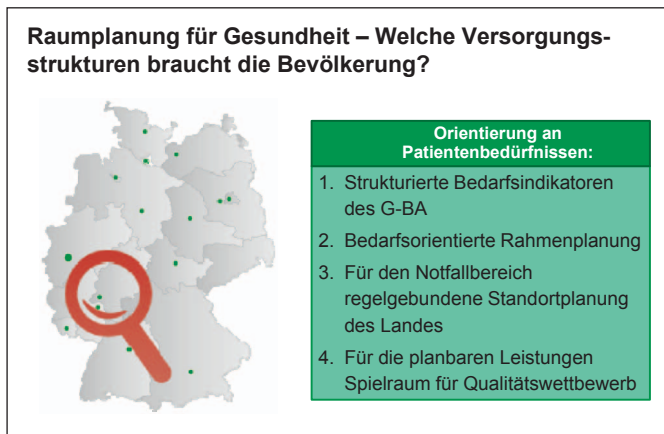 Raumplanung für Gesundheit – Welche Versorgungs-
strukturen braucht die Bevölkerung?
Orientierung an
Patientenbedürfnissen:
1. Strukturierte Bedarfsindikatoren
des G-BA
2. Bedarfsorientierte Rahmenplanung
3. Für den Notfallbereich
regelgebundene Standortplanung
des Landes
4. Für die planbaren Leistungen
Spielraum für Qualitätswettbewerb